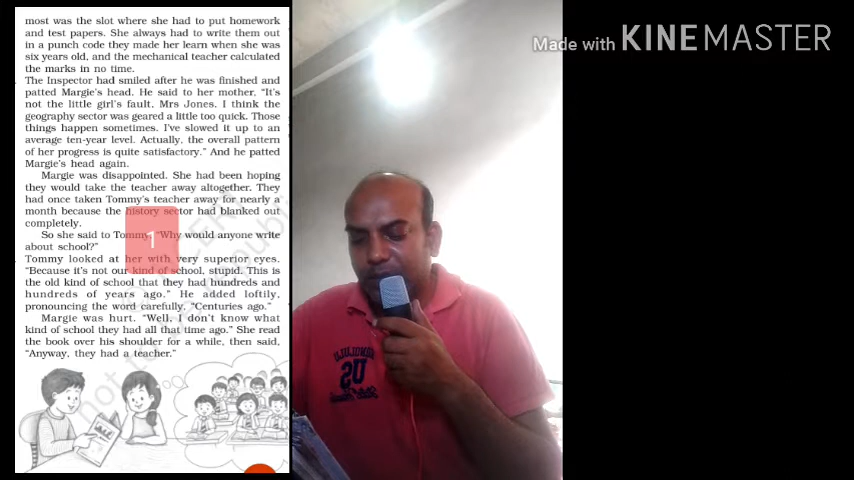 most was the slot where she had to put homework
and test papers. She always had to write them out
in a punch code they made her learn when she was
six years old, and the mechanical teacher calculated
the marks in no time.
The Inspector had smiled after he was finished and
patted Margie's head. He said to her mother, “It's
not the little girl's fault, Mrs Jones. I think the
geography sector was geared a little too quick. Those
things happen sometimes. I've slowed it up to an
average ten-year level. Actually, the overall pattern
of her progress is quite satisfactory.” And he patted
Margie's head again.
Margie was disappointed. She had been hoping
they would take the teacher away altogether. They
had once taken Tommy's teacher away for nearly a
month because the history sector had blanked out
completely.
So she said to Tommy, “Why would anyone write
about school?”
Tommy looked at her with very superior eyes.
“Because it's not our kind of school, stupid. This is
the old kind of school that they had hundreds and
hundreds of years ago.” He added loftily,
pronouncing the word carefully, “Centuries ago.”
Margie was hurt. “Well, I don't know what
kind of school they had all that time ago.” She read
the book over his shoulder for a while, then said,
“Anyway, they had a teacher.”
1
Made with KINEMASTER
US